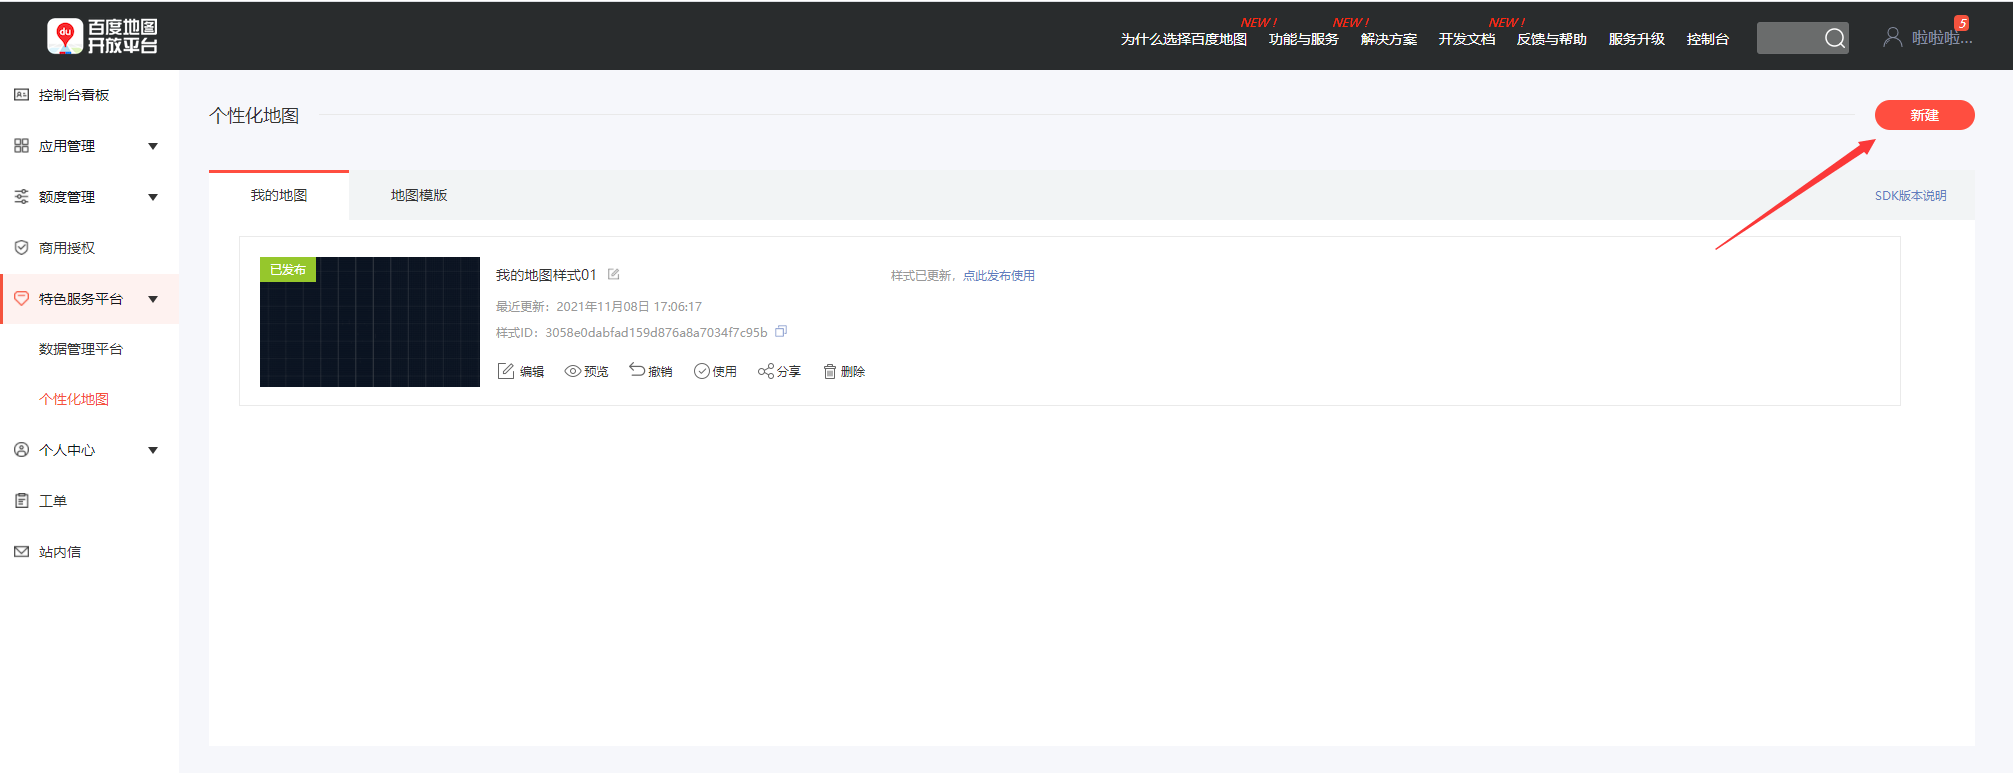 du 百度地图
开放平台
NEW !
NEW !
NEW !
为什么选择百度地图 功能与服务 解决方案 开发文档 反馈与帮助 服务升级 控制台
5
啦啦啦...
控制台看板
应用管理
额度管理
商用授权
特色服务平台
数据管理平台
个性化地图
个人中心
工单
站内信
个性化地图
新建
我的地图 地图模版 SDK版本说明
已发布
我的地图样式01
样式已更新，点此发布使用
最近更新：2021年11月08日 17:06:17
样式ID：3058e0dabfad159d876a8a7034f7c95b
编辑 预览 撤销 使用 分享 删除